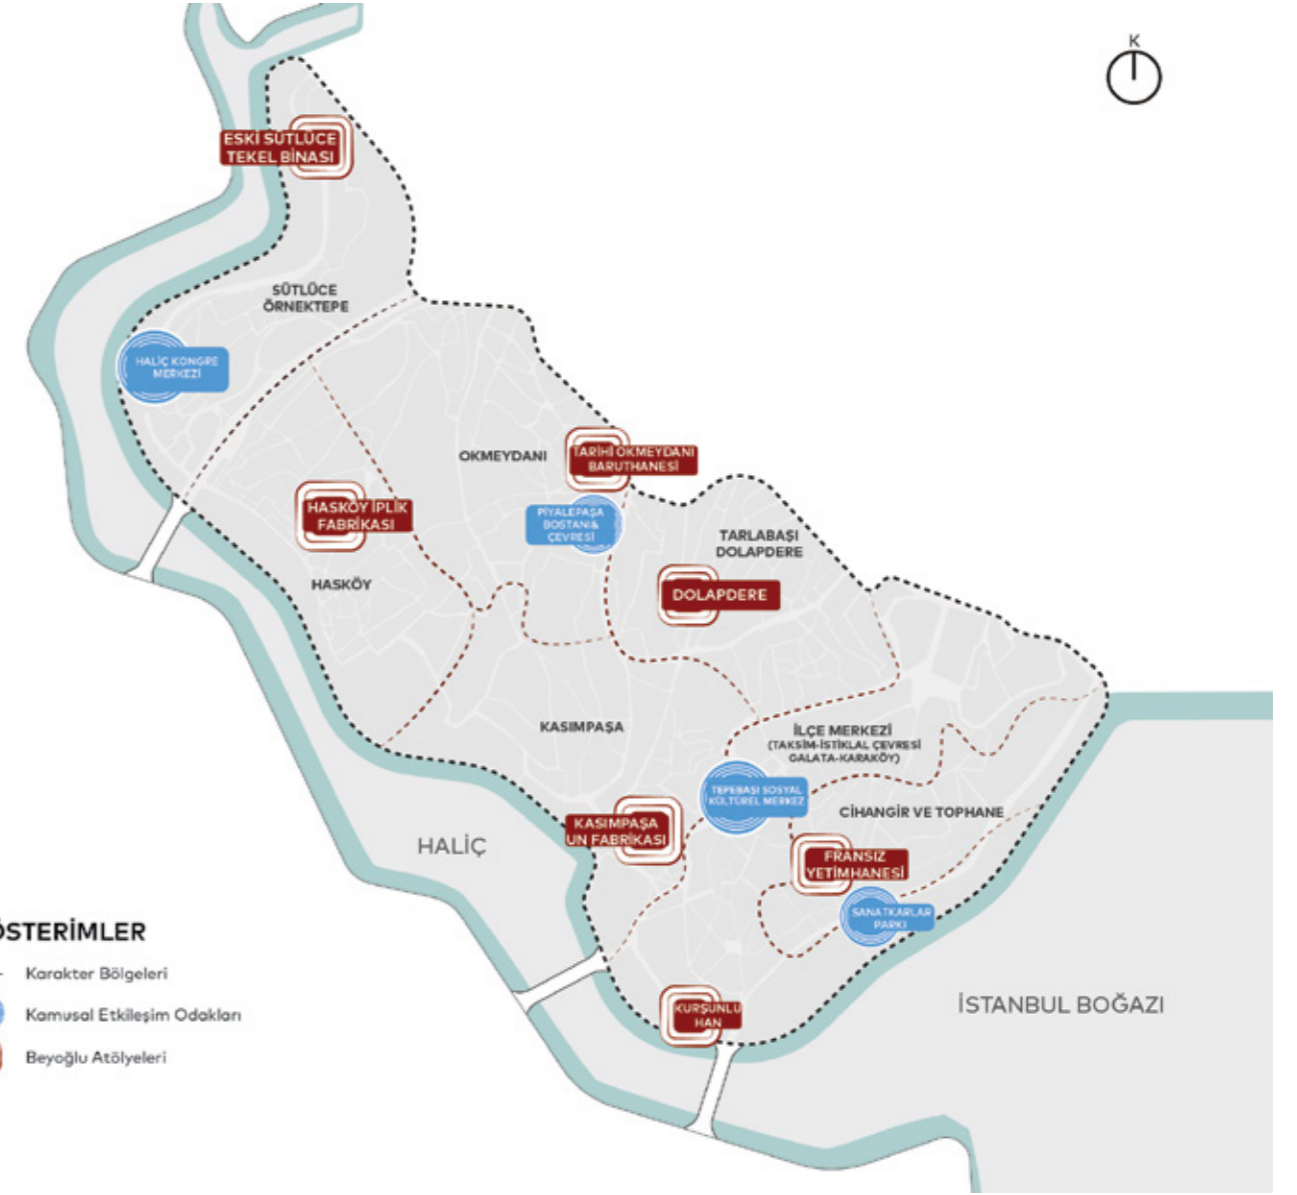 K
ESKİ SÜTLÜCE
TEKEL BİNASI
SÜTLÜCE
ÖRNEKTEPE
HALİÇ KONGRE
MERKEZİ
OKMEYDANI
TARİHİ OKMEYDANI
BARUTHANESİ
HASKÖY İPLİK
FABRİKASI
PİYALEPAŞA
BOSTANI&
ÇEVRESİ
TARLABAŞI
DOLAPDERE
HASKÖY
DOLAPDERE
KASIMPAŞA
İLÇE MERKEZİ
(TAKSİM-İSTİKLAL ÇEVRESİ
GALATA-KARAKÖY)
TEPEBAŞI SOSYAL
KÜLTÜREL MERKEZ
CİHANGİR VE TOPHANE
KASIMPAŞA
UN FABRİKASI
HALİÇ
FRANSIZ
YETİMHANESİ
SANATKARLAR
PARKI
KURŞUNLU
HAN
İSTANBUL BOĞAZI
ÖSTERİMLER
Karakter Bölgeleri
Kamusal Etkileşim Odakları
Beyoğlu Atölyeleri